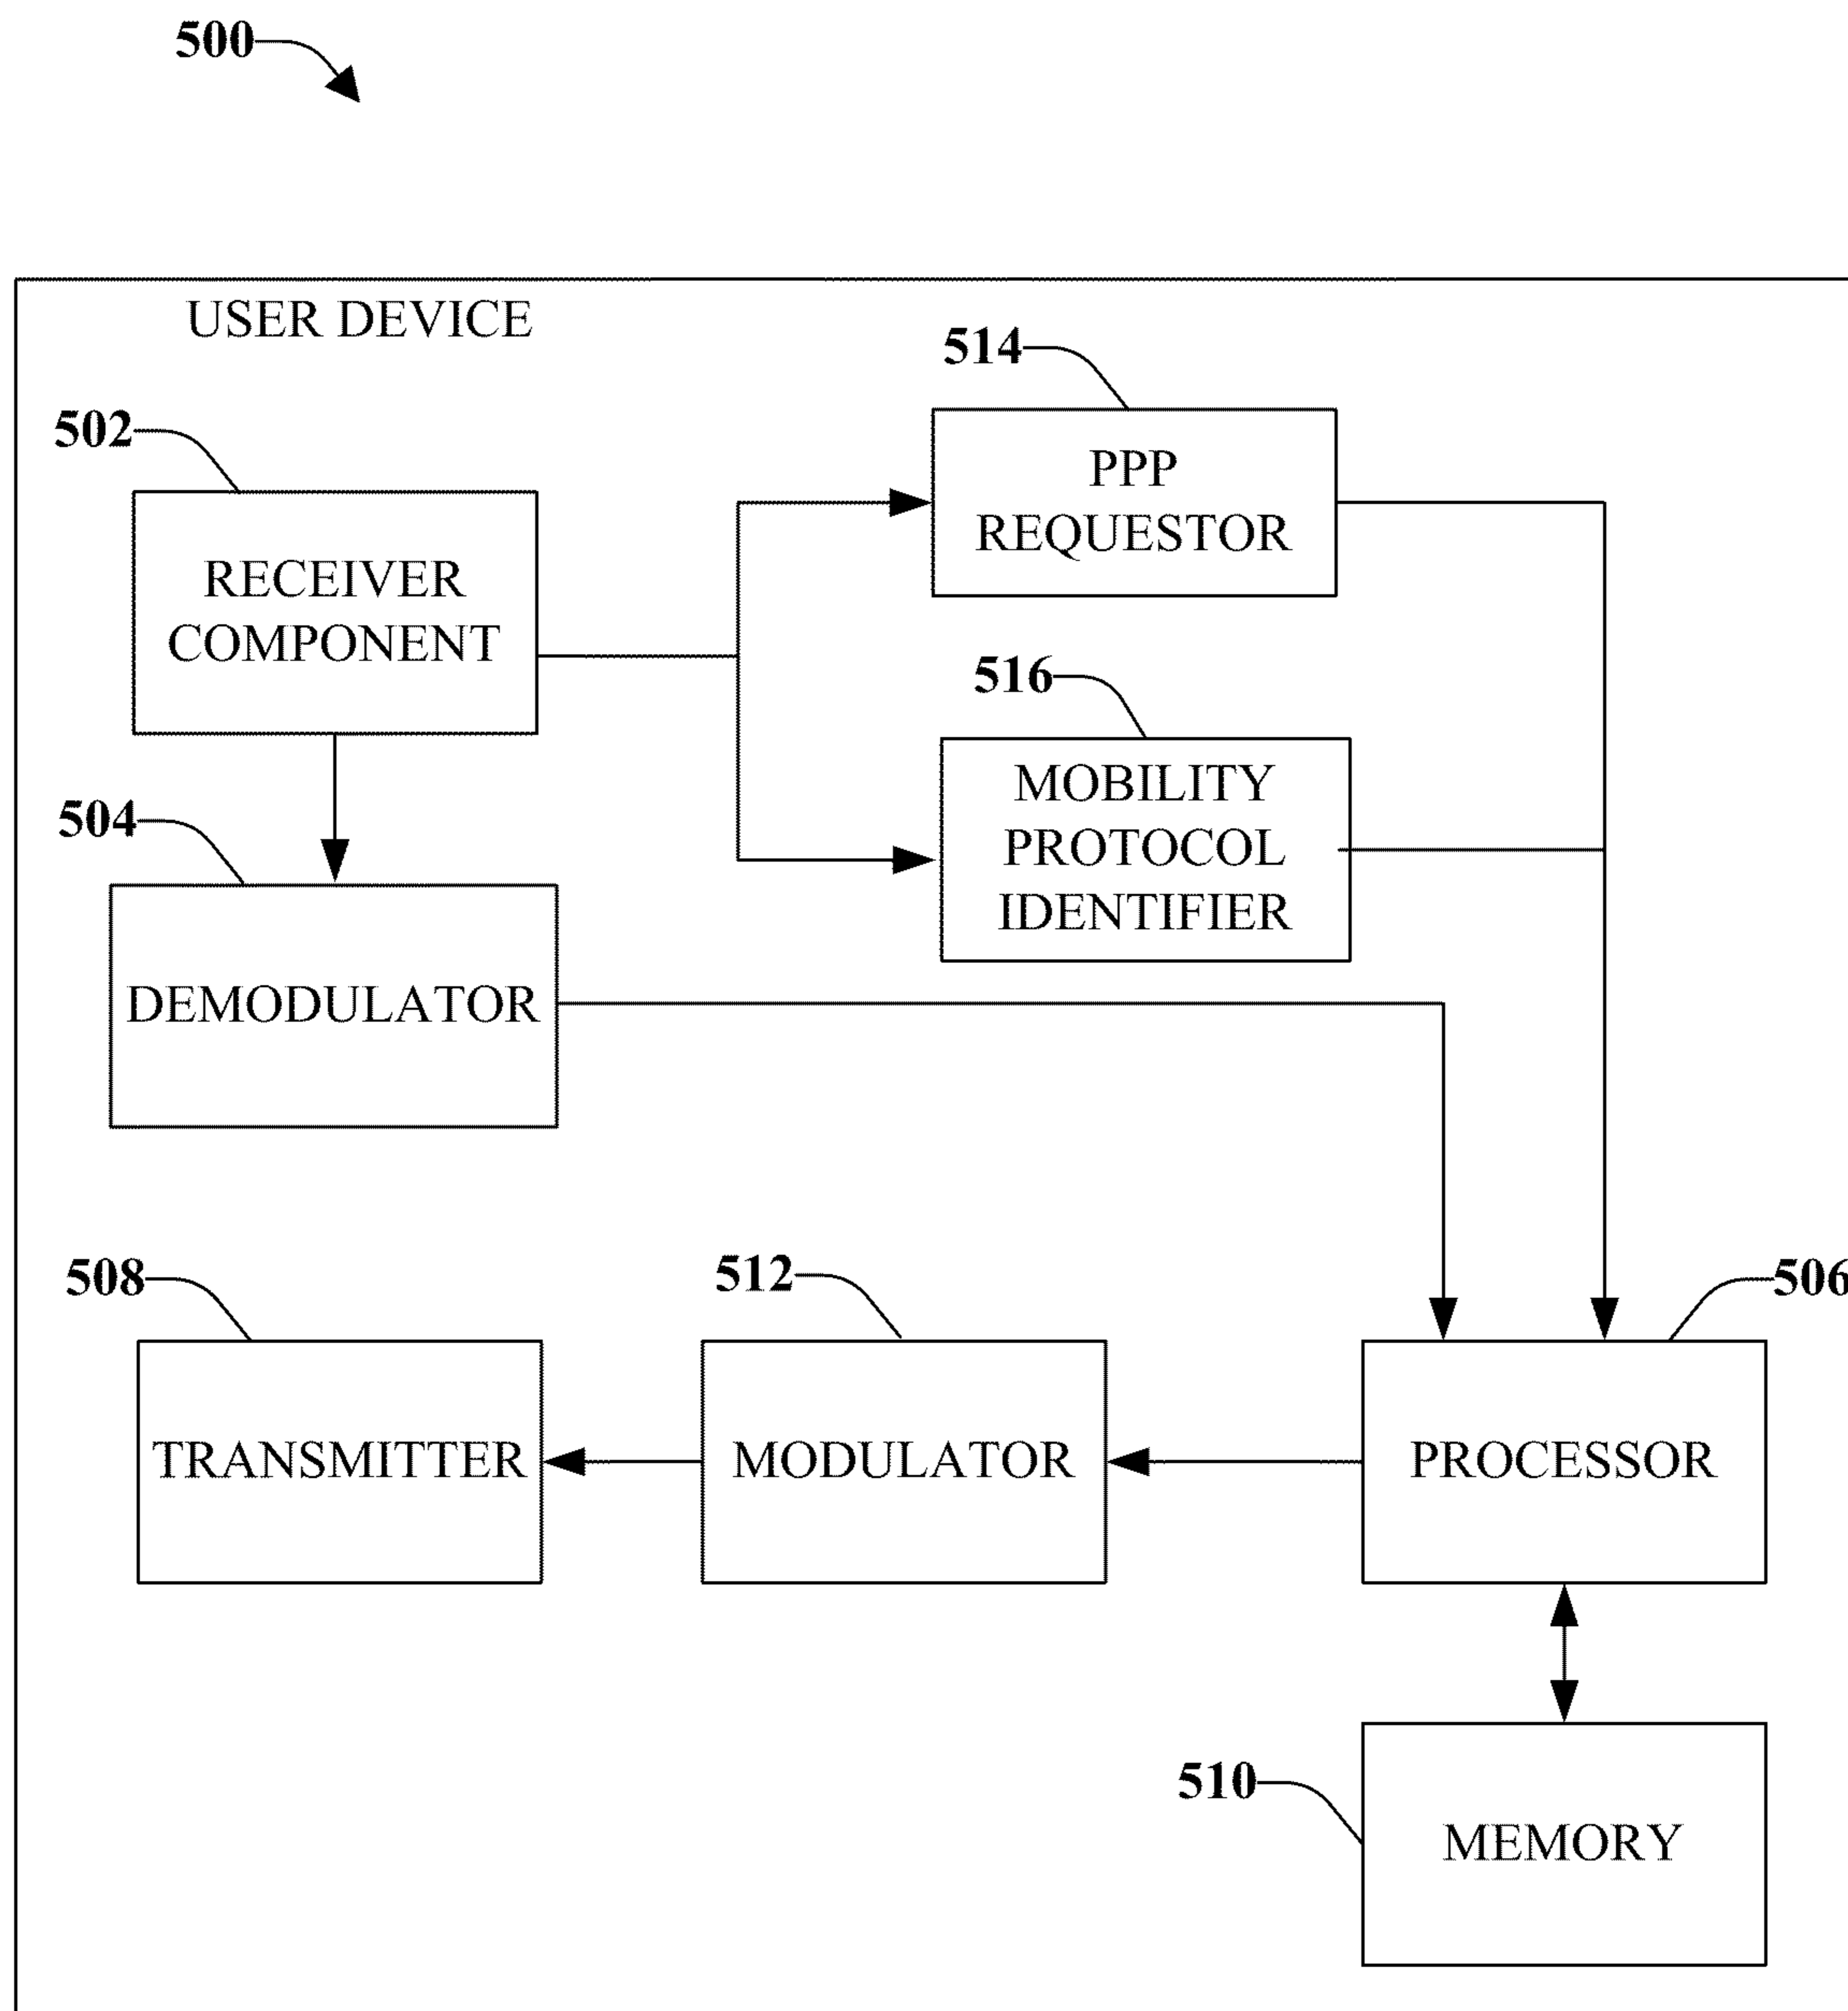 500
USER DEVICE
514
PPP
REQUESTOR
502
RECEIVER
COMPONENT
516
MOBILITY
PROTOCOL
IDENTIFIER
504
DEMODULATOR
508
TRANSMITTER
512
MODULATOR
506
PROCESSOR
510
MEMORY